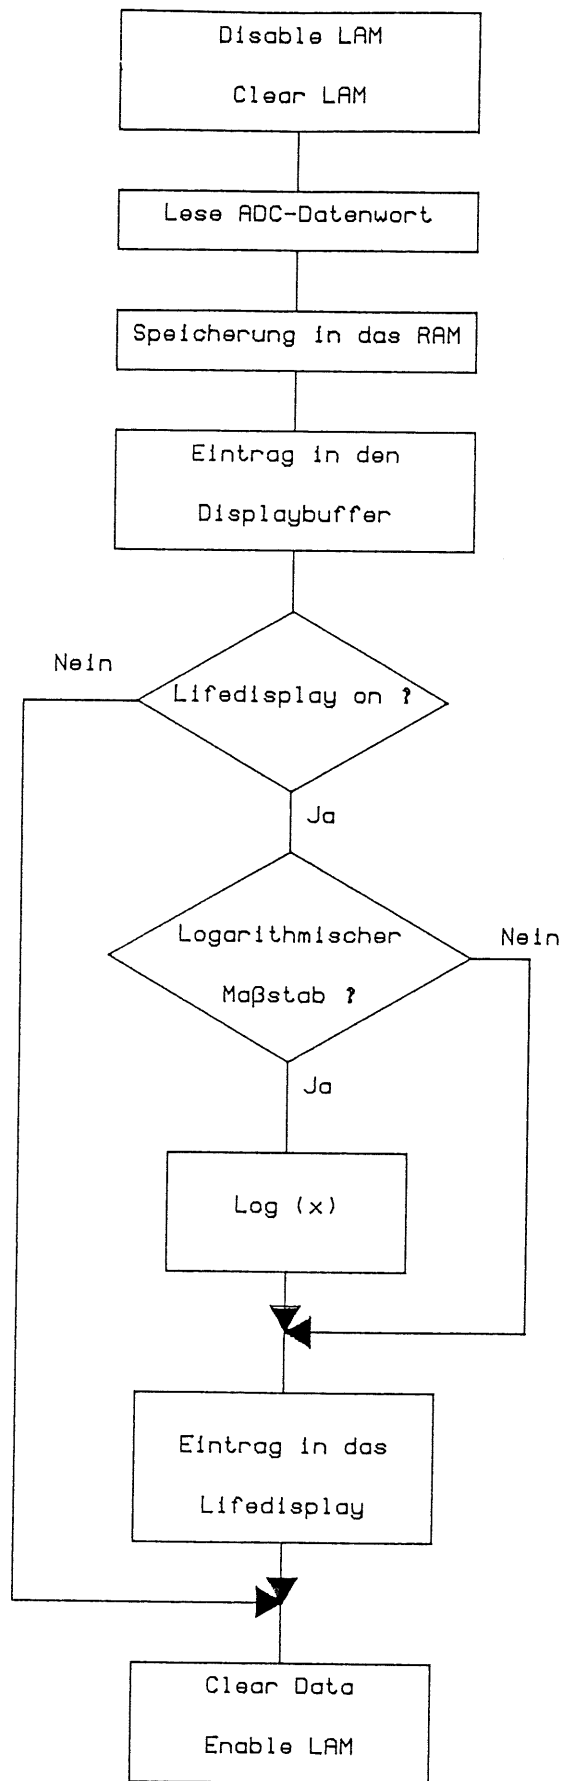 Disable LAM
Clear LAM
Lese ADC-Datenwort
Speicherung in das RAM
Eintrag in den
Displaybuffer
Nein
Lifedisplay on ?
Ja
Logarithmischer
Nein
Maßstab ?
Ja
Log (x)
Eintrag in das
Lifedisplay
Clear Data
Enable LAM